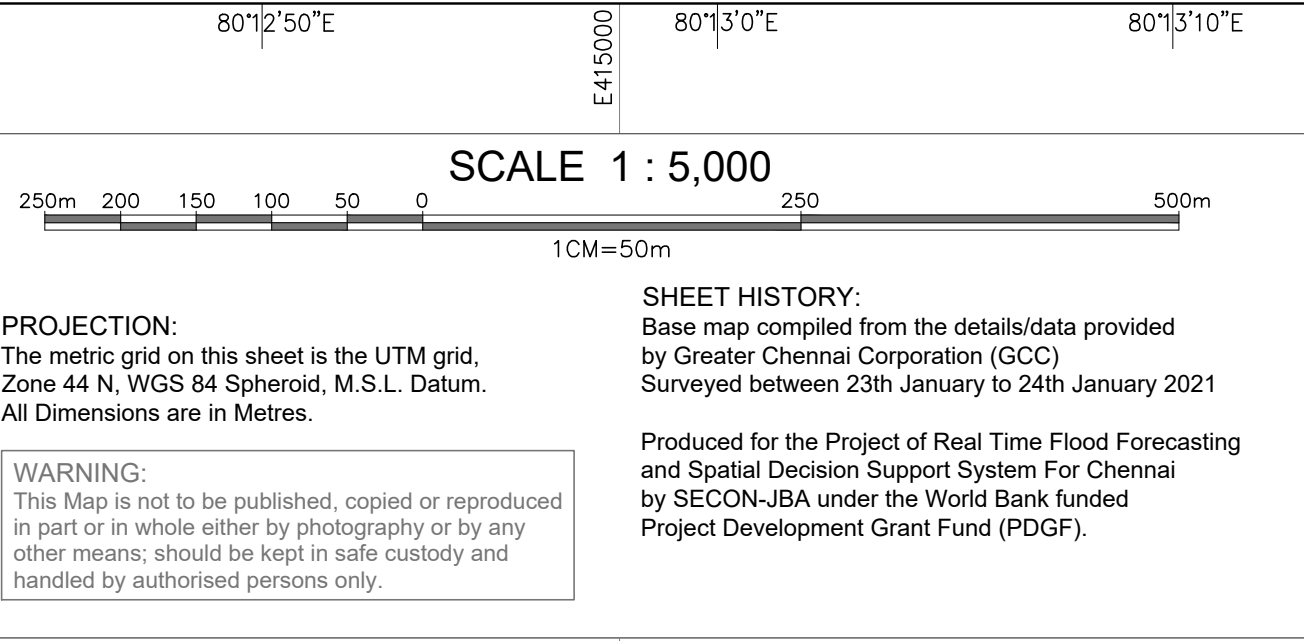 80°12'50"E
E415000
80°13'0"E
80°13'10"E
SCALE 1 : 5,000
250m 200 150 100 50 0 250 500m
1CM=50m
PROJECTION:
The metric grid on this sheet is the UTM grid,
Zone 44 N, WGS 84 Spheroid, M.S.L. Datum.
All Dimensions are in Metres.
WARNING:
This Map is not to be published, copied or reproduced
in part or in whole either by photography or by any
other means; should be kept in safe custody and
handled by authorised persons only.
SHEET HISTORY:
Base map compiled from the details/data provided
by Greater Chennai Corporation (GCC)
Surveyed between 23th January to 24th January 2021
Produced for the Project of Real Time Flood Forecasting
and Spatial Decision Support System For Chennai
by SECON-JBA under the World Bank funded
Project Development Grant Fund (PDGF).